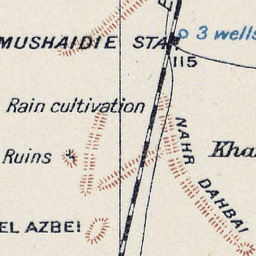 MUSHAIDIE STA
3 wells
115
Rain cultivation
NAHR DAHBAI
Ruins
Kha
EL AZBEI